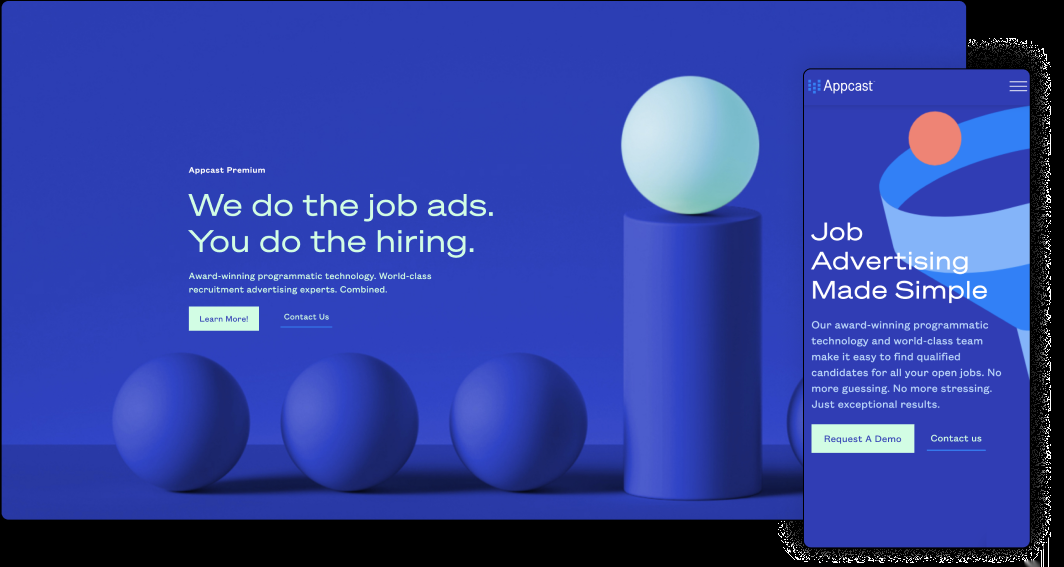 Appcast Premium
We do the job ads.
You do the hiring.
Award-winning programmatic technology. World-class
recruitment advertising experts. Combined.
Learn More!
Contact Us
Appcast
Job
Advertising
Made Simple
Our award-winning programmatic
technology and world-class team
make it easy to find qualified
candidates for all your open jobs. No
more guessing. No more stressing.
Just exceptional results.
Request A Demo
Contact us